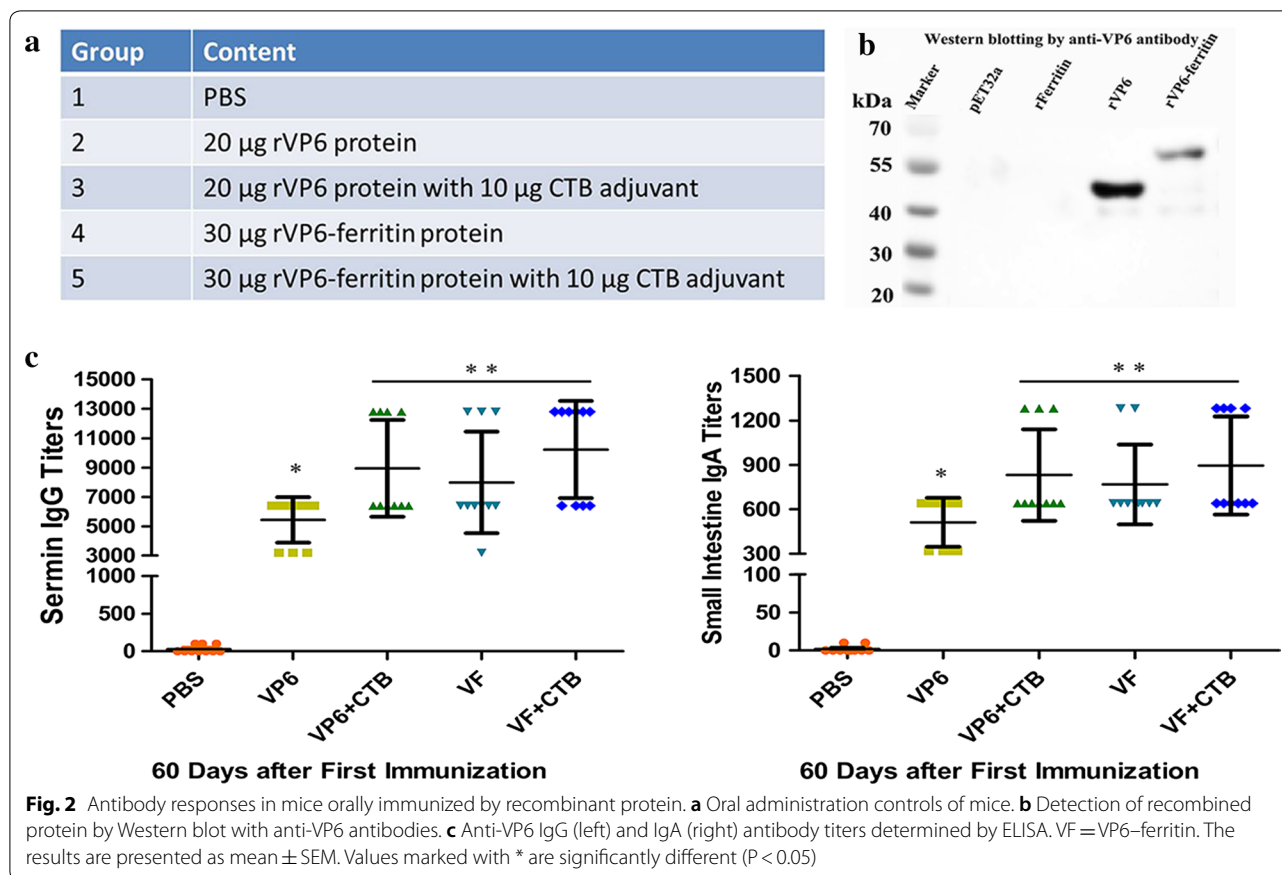 a
Group Content
1 PBS
2 20 μg rVP6 protein
3 20 μg rVP6 protein with 10 μg CTB adjuvant
4 30 μg rVP6-ferritin protein
5 30 μg rVP6-ferritin protein with 10 μg CTB adjuvant
b
Western blotting by anti-VP6 antibody
kDa
Marker
pET32a
rFerritin
rVP6
rVP6-ferritin
70
55
40
30
20
c
Sermin IgG Titers
15000
13000
11000
9000
7000
5000
3000
1000
500
0
*
* *
PBS
VP6
VP6+CTB
VF
VF+CTB
60 Days after First Immunization
Small Intestine IgA Titers
1500
1200
900
600
300
100
50
0
*
* *
PBS
VP6
VP6+CTB
VF
VF+CTB
60 Days after First Immunization
Fig. 2 Antibody responses in mice orally immunized by recombinant protein. a Oral administration controls of mice. b Detection of recombined
protein by Western blot with anti-VP6 antibodies. c Anti-VP6 IgG (left) and IgA (right) antibody titers determined by ELISA. VF = VP6–ferritin. The
results are presented as mean ± SEM. Values marked with * are significantly different (P < 0.05)